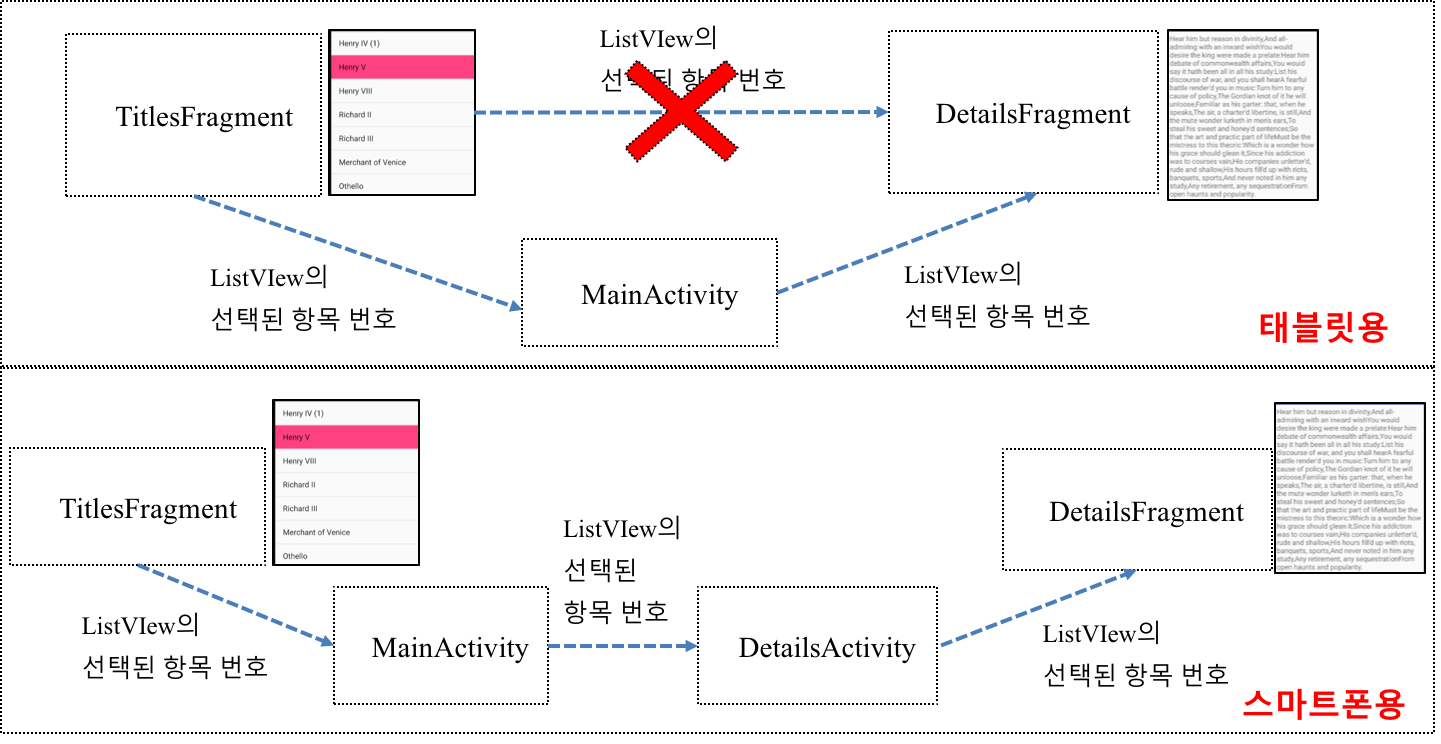 ListVIew의
선택된 항목 번호
TitlesFragment
Henry IV (1)
Henry V
Henry VIII
Richard II
Richard III
Merchant of Venice
Othello
DetailsFragment
Hear him but reason in divinity,And all-
admiring with an inward wishYou would
desire the king were made a prelate:Hear him
debate of commonwealth affairs,You would
say it hath been all in all his study:List his
discourse of war, and you shall hearA fearful
battle render'd you in music:Turn him to any
cause of policy,The Gordian knot of it he will
unloose,Familiar as his garter: that, when he
speaks,The air, a charter'd libertine, is still,And
the mute wonder lurketh in men's ears,To
steal his sweet and honey'd sentences;So
that the art and practic part of lifeMust be the
mistress to this theoric:Which is a wonder how
his grace should glean it,Since his addiction
was to courses vain,His companies unletter'd,
rude and shallow,His hours fill'd up with riots,
banquets, sports,And never noted in him any
study,Any retirement, any sequestrationFrom
open haunts and popularity.
ListVIew의
선택된 항목 번호
MainActivity
ListVIew의
선택된 항목 번호
태블릿용
TitlesFragment
Henry IV (1)
Henry V
Henry VIII
Richard II
Richard III
Merchant of Venice
Othello
DetailsFragment
Hear him but reason in divinity,And all-
admiring with an inward wishYou would
desire the king were made a prelate:Hear him
debate of commonwealth affairs,You would
say it hath been all in all his study:List his
discourse of war, and you shall hearA fearful
battle render'd you in music:Turn him to any
cause of policy,The Gordian knot of it he will
unloose,Familiar as his garter: that, when he
speaks,The air, a charter'd libertine, is still,And
the mute wonder lurketh in men's ears,To
steal his sweet and honey'd sentences;So
that the art and practic part of lifeMust be the
mistress to this theoric:Which is a wonder how
his grace should glean it,Since his addiction
was to courses vain,His companies unletter'd,
rude and shallow,His hours fill'd up with riots,
banquets, sports,And never noted in him any
study,Any retirement, any sequestrationFrom
open haunts and popularity.
ListVIew의
선택된 항목 번호
MainActivity
ListVIew의
선택된
항목 번호
DetailsActivity
ListVIew의
선택된 항목 번호
스마트폰용